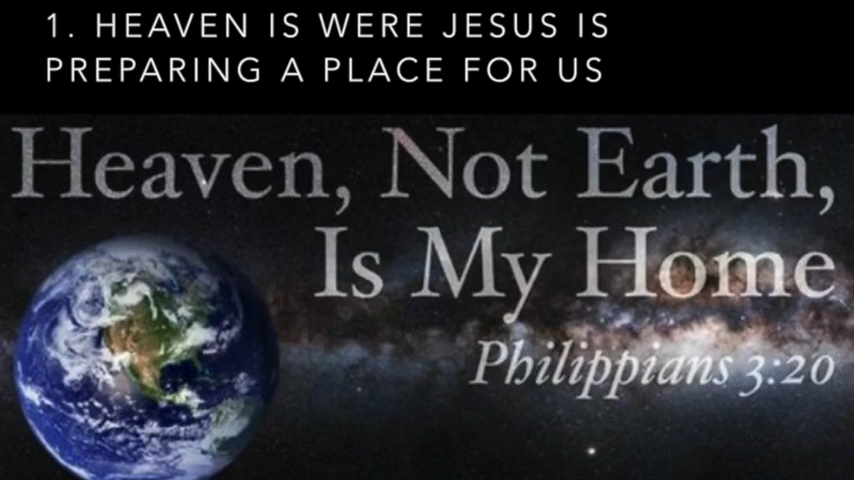 1. HEAVEN IS WERE JESUS IS
PREPARING A PLACE FOR US
Heaven, Not Earth,
Is My Home
Philippians 3:20